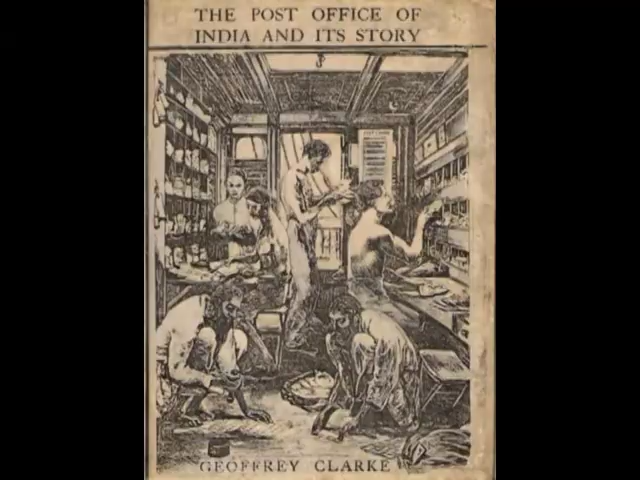 THE POST OFFICE OF
INDIA AND ITS STORY
GEOFFREY CLARKE